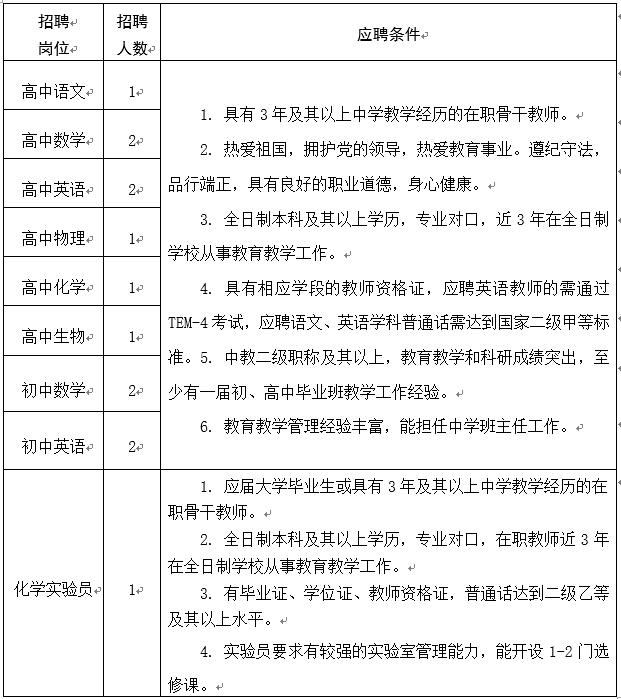 招聘岗位
招聘人数
应聘条件
高中语文
1
高中数学
2
高中英语
2
高中物理
1
高中化学
1
高中生物
1
初中数学
2
初中英语
2
1. 具有3年及其以上中学教学经历的在职骨干教师。
2. 热爱祖国，拥护党的领导，热爱教育事业。遵纪守法，
品行端正，具有良好的职业道德，身心健康。
3. 全日制本科及其以上学历，专业对口，近3年在全日制
学校从事教育教学工作。
4. 具有相应学段的教师资格证，应聘英语教师的需通过
TEM-4考试，应聘语文、英语学科普通话需达到国家二级甲等标
准。5. 中教二级职称及其以上，教育教学和科研成绩突出，至
少有一届初、高中毕业班教学工作经验。
6. 教育教学管理经验丰富，能担任中学班主任工作。
化学实验员
1
1. 应届大学毕业生或具有3年及其以上中学教学经历的在
职骨干教师。
2. 全日制本科及其以上学历，专业对口，在职教师近3年
在全日制学校从事教育教学工作。
3. 有毕业证、学位证、教师资格证，普通话达到二级乙等
及其以上水平。
4. 实验员要求有较强的实验室管理能力，能开设1-2门选
修课。